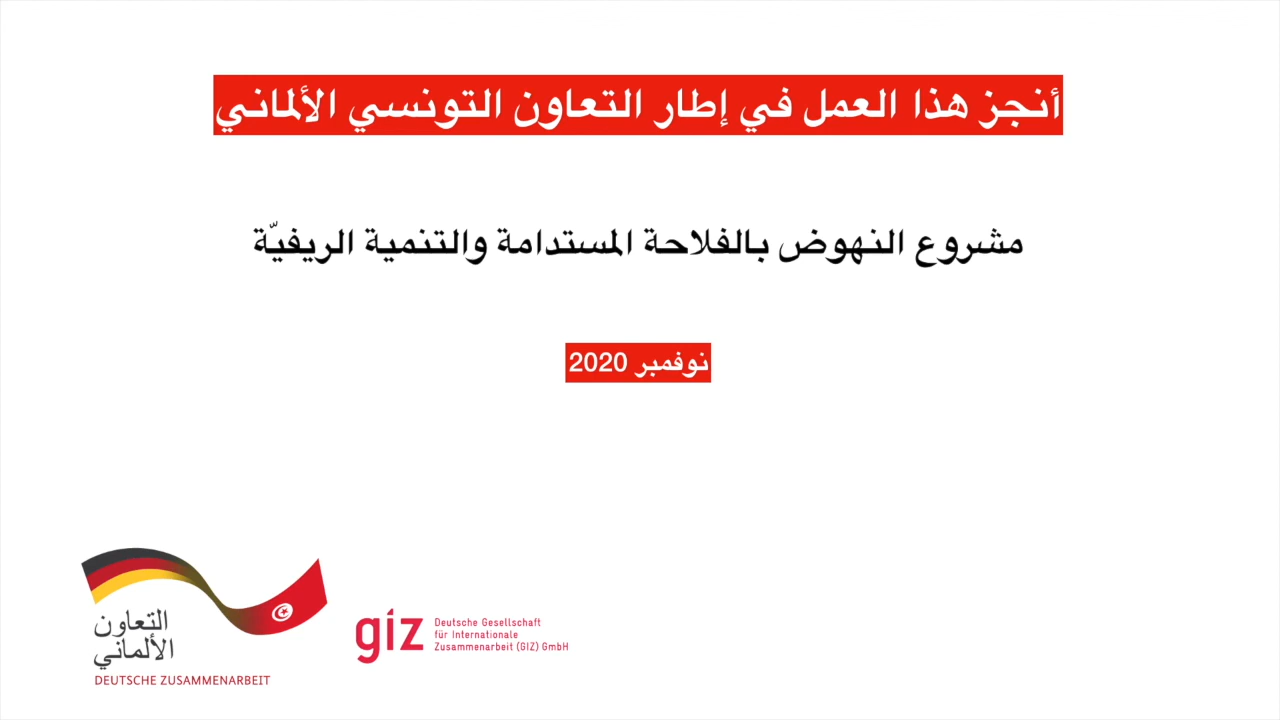 أنجز هذا العمل في إطار التعاون التونسي الألماني
مشروع النهوض بالفلاحة المستدامة والتنمية الريفيّة
نوفمبر 2020
التعاون
الألماني
DEUTSCHE ZUSAMMENARBEIT
giz
Deutsche Gesellschaft
für Internationale
Zusammenarbeit (GIZ) GmbH